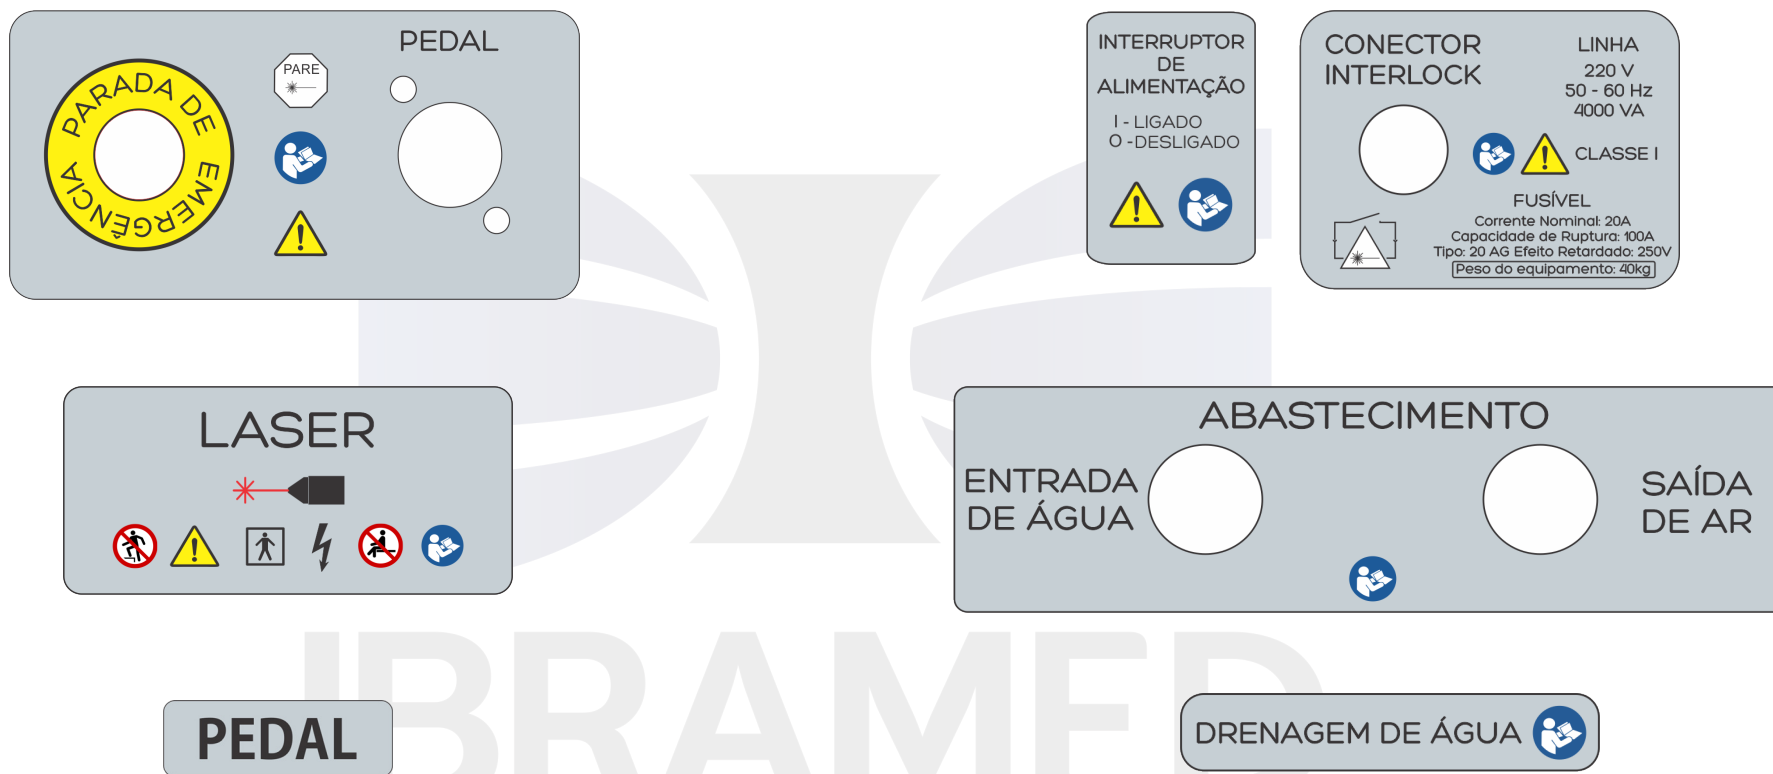 PARADA DE
EMERGÊNCIA
PARE
PEDAL
INTERRUPTOR
DE
ALIMENTAÇÃO
I - LIGADO
O -DESLIGADO
CONECTOR
INTERLOCK
LINHA
220 V
50 - 60 Hz
4000 VA
CLASSE I
FUSÍVEL
Corrente Nominal: 20A
Capacidade de Ruptura: 100A
Tipo: 20 AG Efeito Retardado: 250V
Peso do equipamento: 40kg
LASER
ABASTECIMENTO
ENTRADA
DE ÁGUA
SAÍDA
DE AR
PEDAL
DRENAGEM DE ÁGUA
IBRAMED